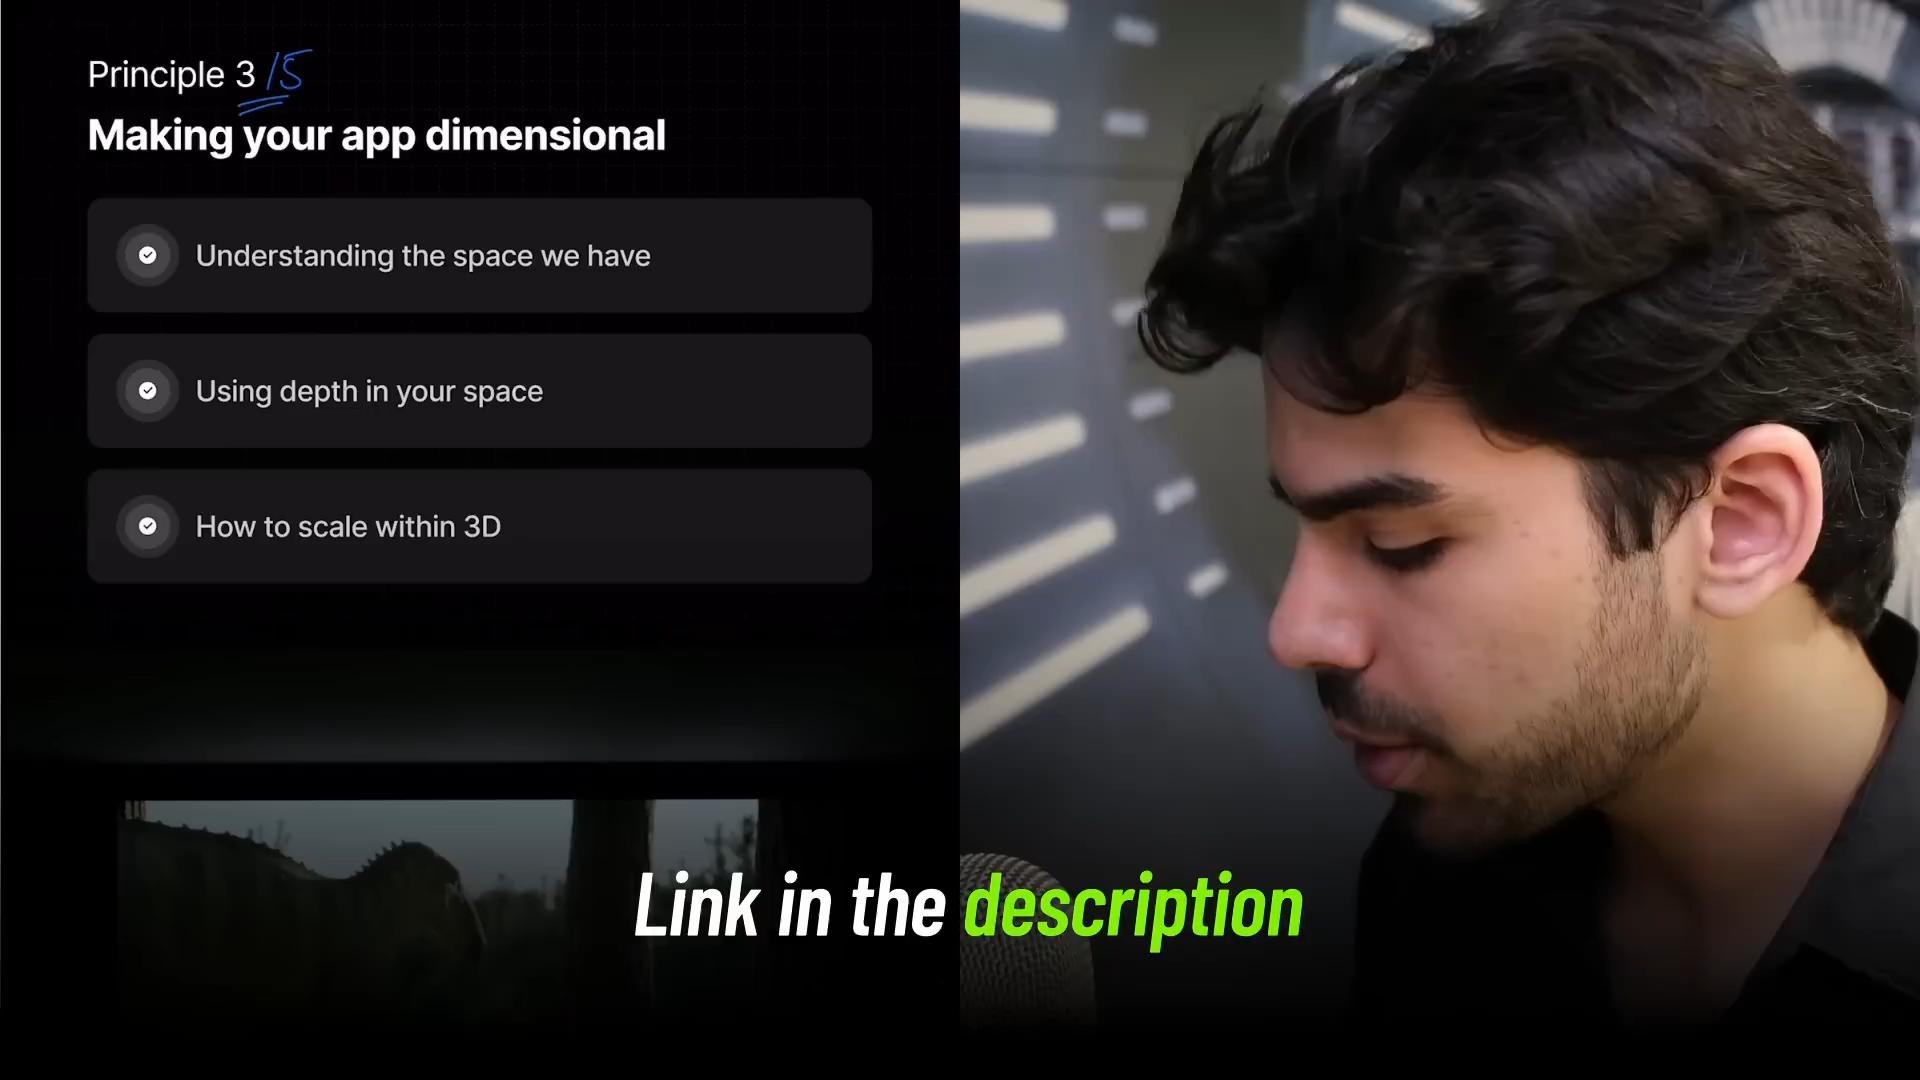 Principle 3 /5
Making your app dimensional
Understanding the space we have
Using depth in your space
How to scale within 3D
Link in the description